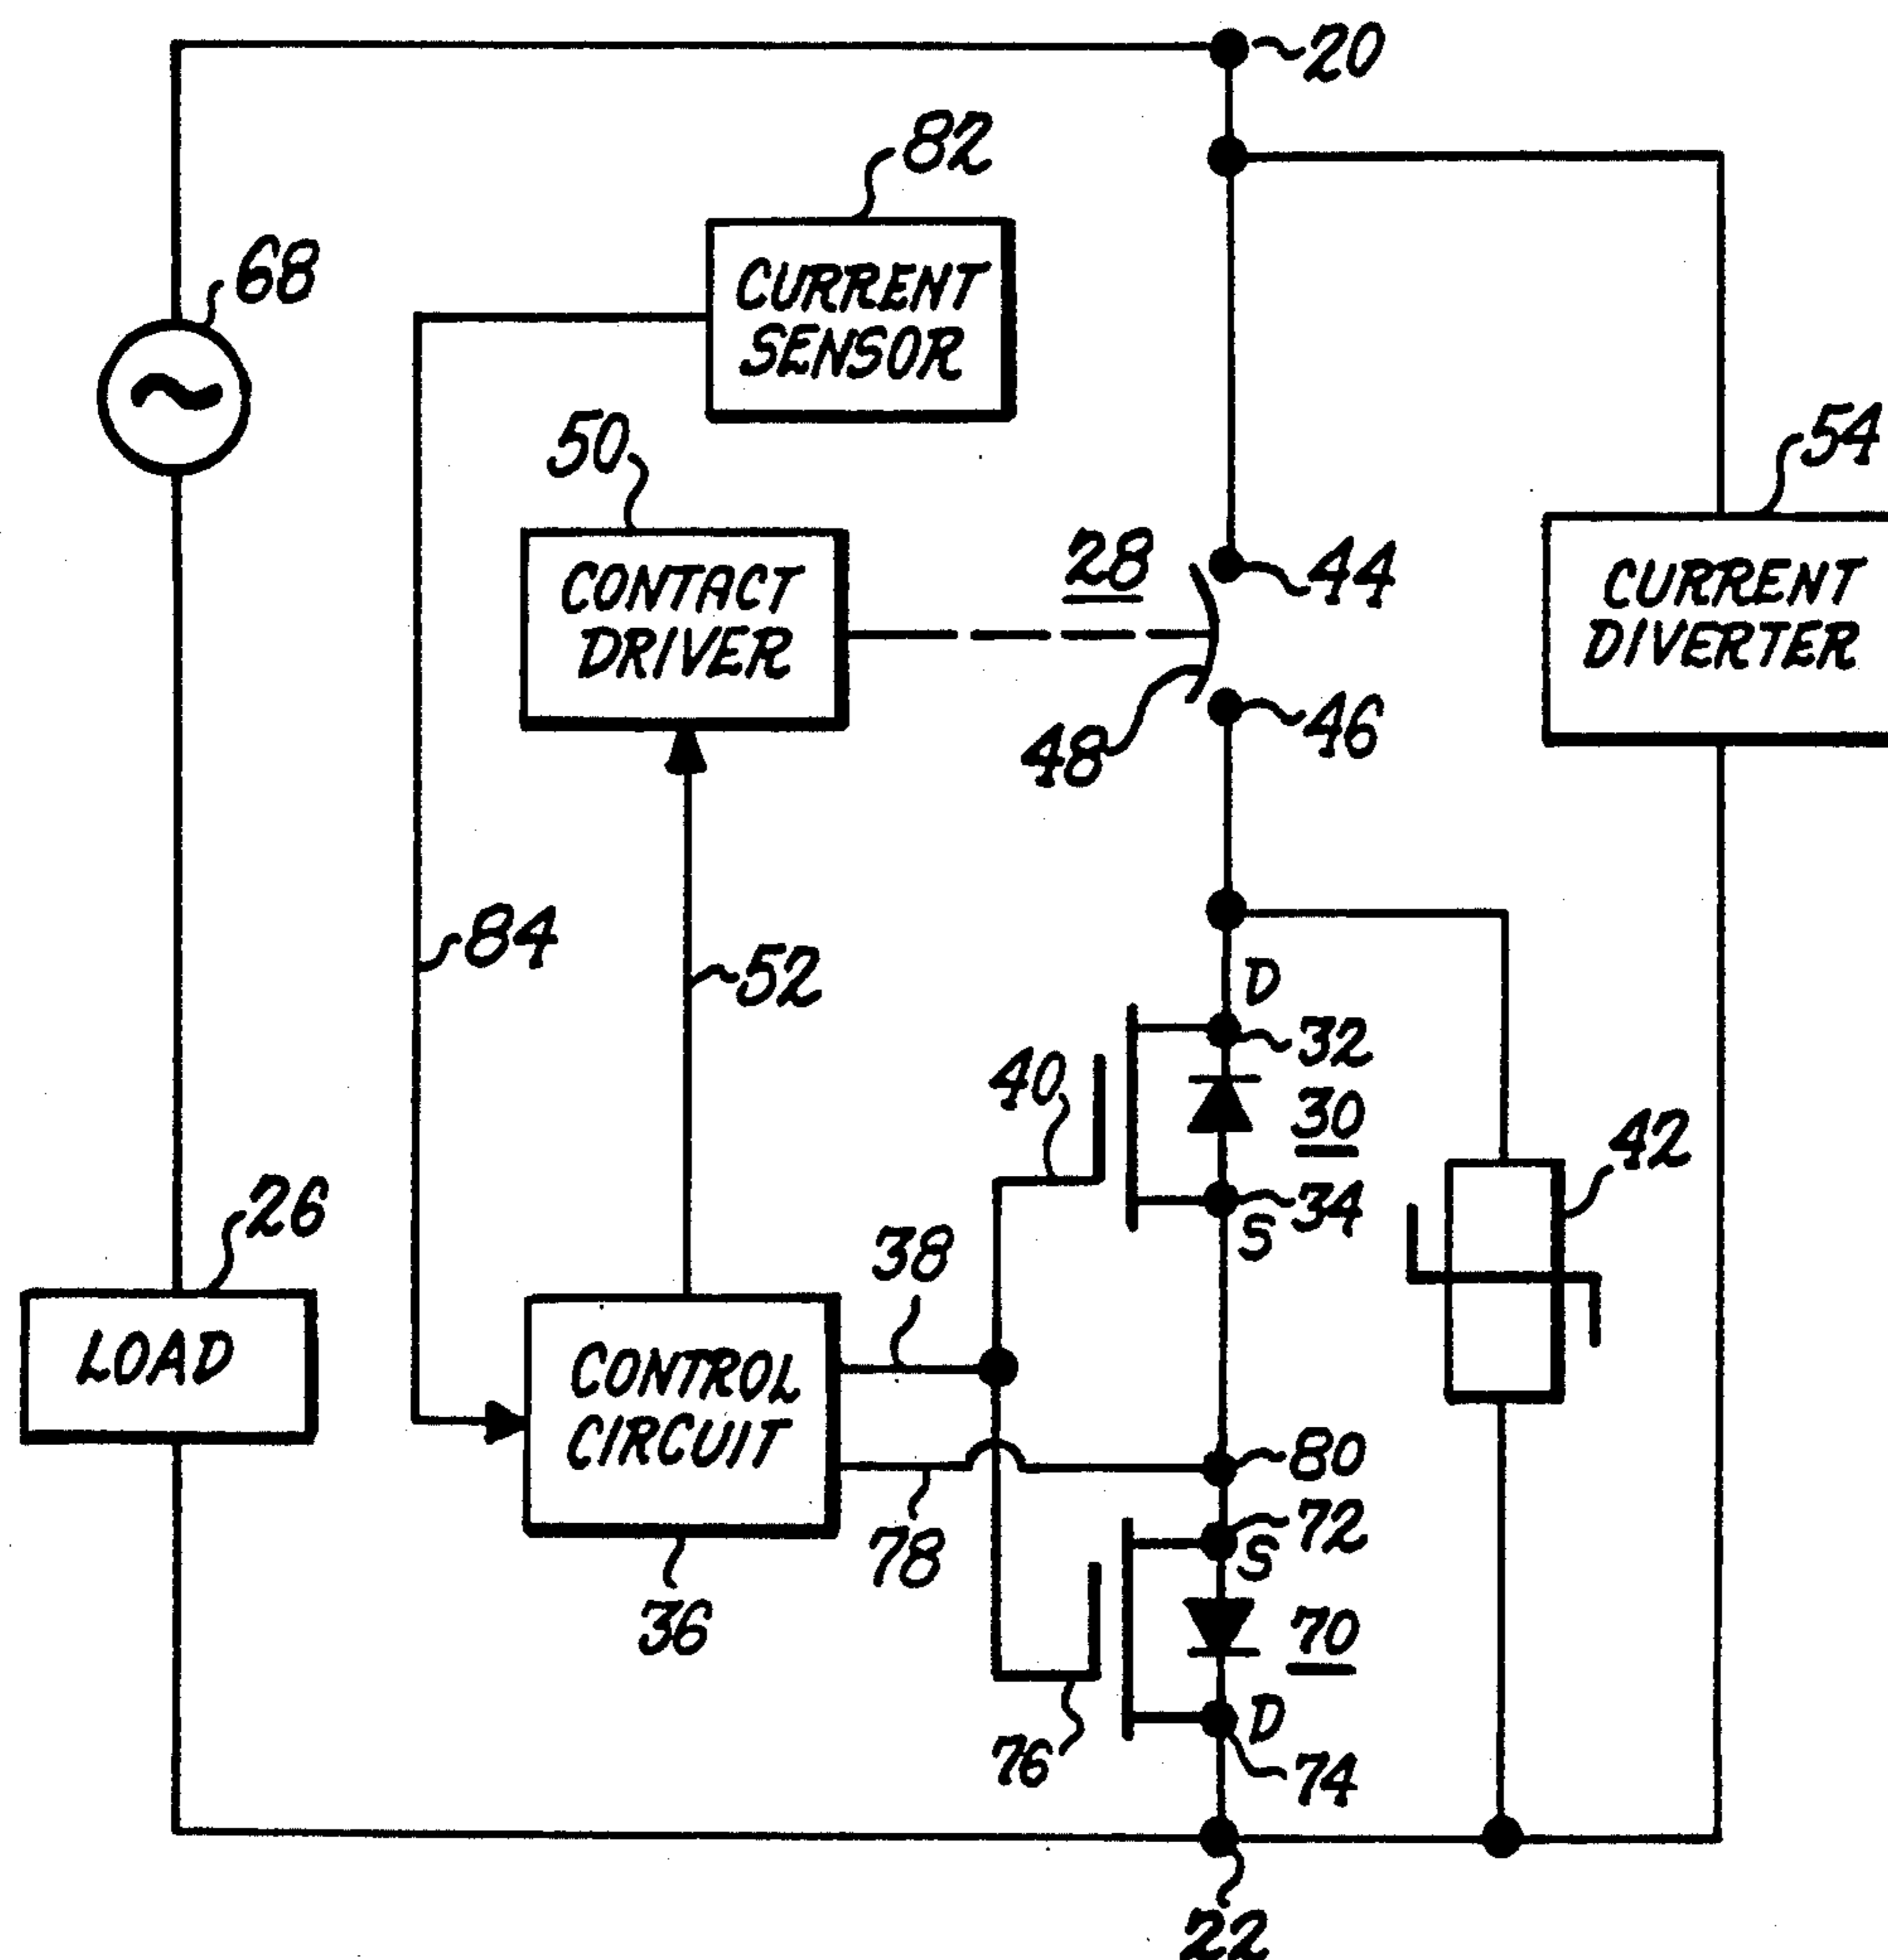 20
82
68
CURRENT
SENSOR
54
50
28
44
CONTACT
DRIVER
CURRENT
DIVERTER
48
46
84
52
D
32
40
30
42
26
34
S
38
LOAD
CONTROL
CIRCUIT
80
72
S
78
36
70
D
76
74
22